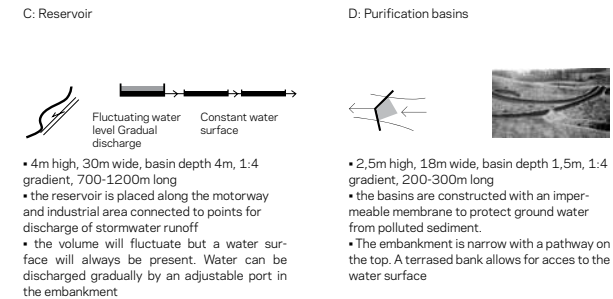 C: Reservoir
Fluctuating water
level Gradual
discharge
Constant water
surface
▪ 4m high, 30m wide, basin depth 4m, 1:4
gradient, 700-1200m long
▪ the reservoir is placed along the motorway
and industrial area connected to points for
discharge of stormwater runoff
▪ the volume will fluctuate but a water sur-
face will always be present. Water can be
discharged gradually by an adjustable port in
the embankment
D: Purification basins
▪ 2,5m high, 18m wide, basin depth 1,5m, 1:4
gradient, 200-300m long
▪ the basins are constructed with an imper-
meable membrane to protect ground water
from polluted sediment.
▪ The embankment is narrow with a pathway on
the top. A terrased bank allows for acces to the
water surface